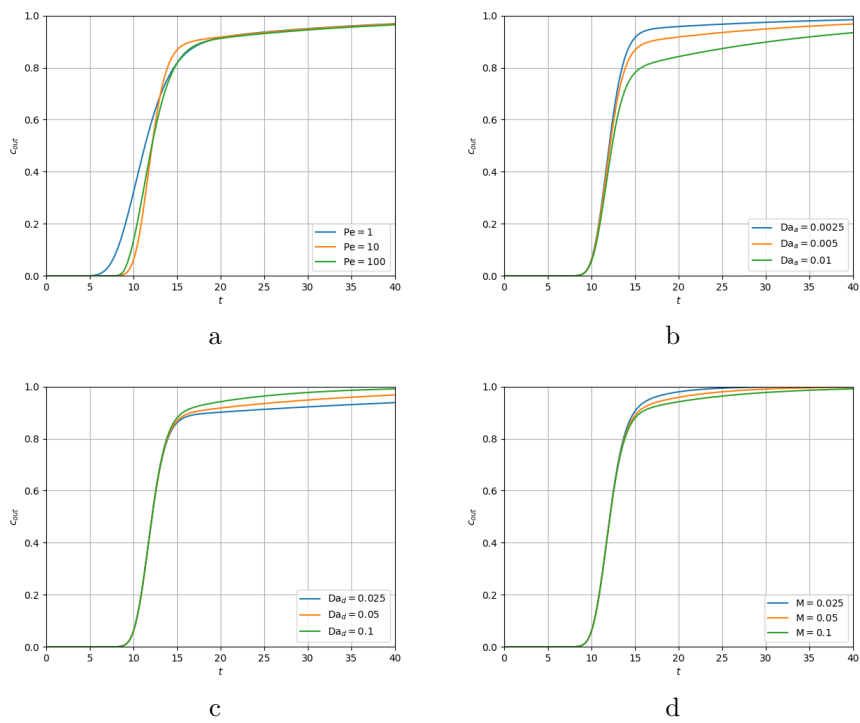 1.0
0.8
0.6
0.4
0.2
0.0
c_out
0 5 10 15 20 25 30 35 40
t
Pe = 1
Pe = 10
Pe = 100
a
1.0
0.8
0.6
0.4
0.2
0.0
c_out
0 5 10 15 20 25 30 35 40
t
Da_a = 0.0025
Da_a = 0.005
Da_a = 0.01
b
1.0
0.8
0.6
0.4
0.2
0.0
c_out
0 5 10 15 20 25 30 35 40
t
Da_d = 0.025
Da_d = 0.05
Da_d = 0.1
c
1.0
0.8
0.6
0.4
0.2
0.0
c_out
0 5 10 15 20 25 30 35 40
t
M = 0.025
M = 0.05
M = 0.1
d